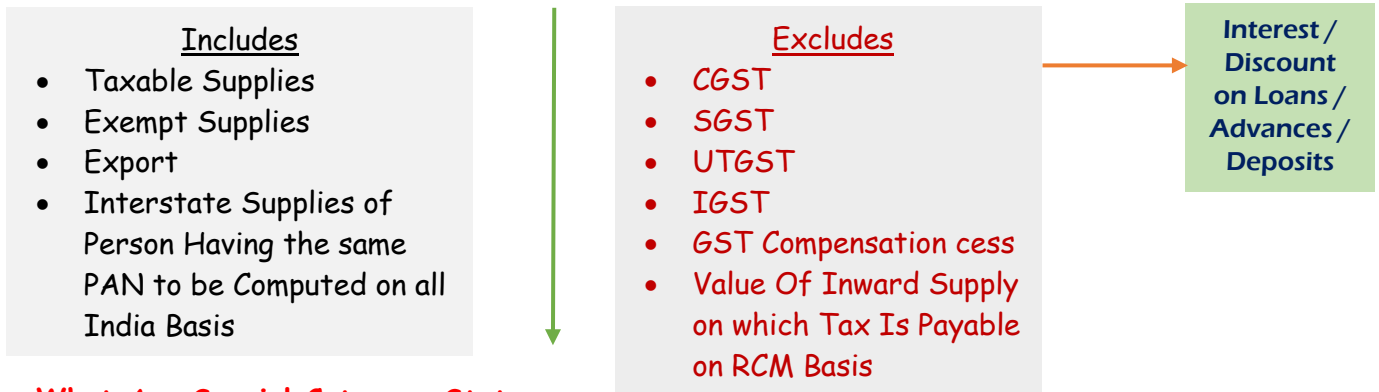 Includes
• Taxable Supplies
• Exempt Supplies
• Export
• Interstate Supplies of
Person Having the same
PAN to be Computed on all
India Basis
Excludes
• CGST
• SGST
• UTGST
• IGST
• GST Compensation cess
• Value Of Inward Supply
on which Tax Is Payable
on RCM Basis
Interest /
Discount
on Loans /
Advances /
Deposits